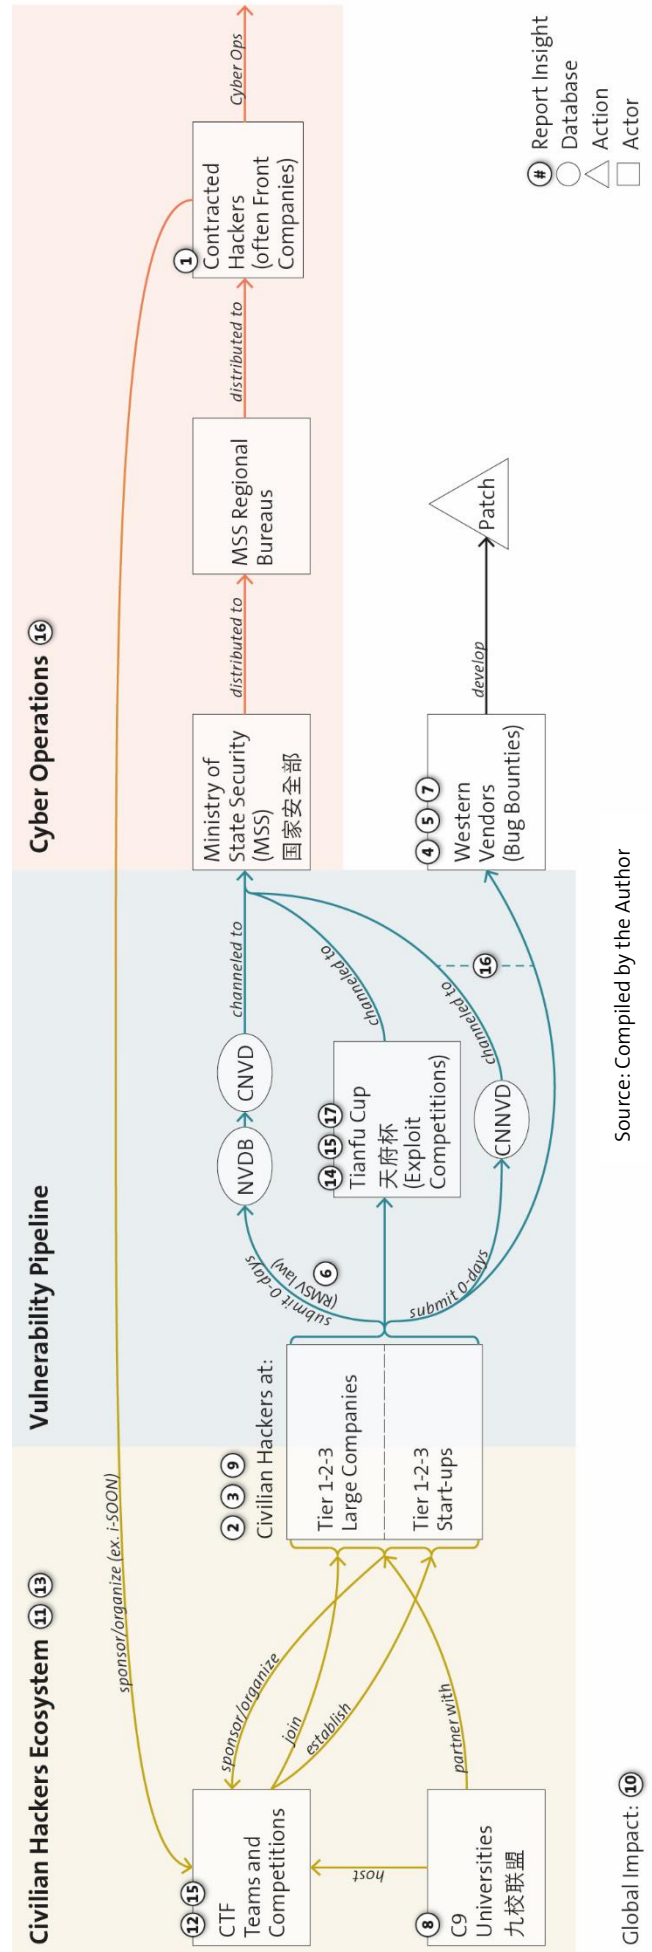 Civilian Hackers Ecosystem 11 13
Vulnerability Pipeline
Cyber Operations 16
sponsor/organize (ex. i-SOON)
12 15
CTF
Teams and
Competitions
host
8
C9
Universities
九校联盟
sponsor/organize
join
establish
partner with
2 3 9
Civilian Hackers at:
Tier 1-2-3
Large Companies
Tier 1-2-3
Start-ups
submit 0-days
(RMSV law)
6
NVDB
CNVD
channeled to
14 15 17
Tianfu Cup
天府杯
(Exploit
Competitions)
channeled to
submit 0-days
CNNVD
channeled to
16
Ministry of
State Security
(MSS)
国家安全部
distributed to
MSS Regional
Bureaus
distributed to
1
Contracted
Hackers
(often Front
Companies)
Cyber Ops
4 5 7
Western
Vendors
(Bug Bounties)
develop
Patch
# Report Insight
Database
Action
Actor
Global Impact: 10
Source: Compiled by the Author